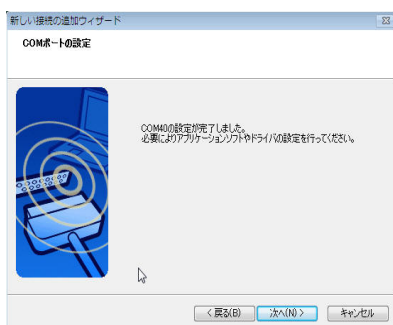 新しい接続の追加ウィザード
COMポートの設定
COM40の設定が完了しました。
必要によりアプリケーションソフトやドライバの設定を行ってください。
< 戻る(B)
次へ(N) >
キャンセル